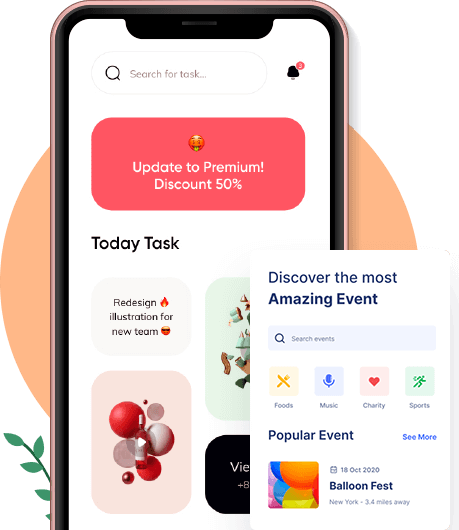 Search for task...
3
Update to Premium!
Discount 50%
Today Task
Redesign 🔥
illustration for
new team
Vie
+8
Discover the most
Amazing Event
Search events
Foods
Music
Charity
Sports
Popular Event
See More
18 Oct 2020
Balloon Fest
New York • 3.4 miles away